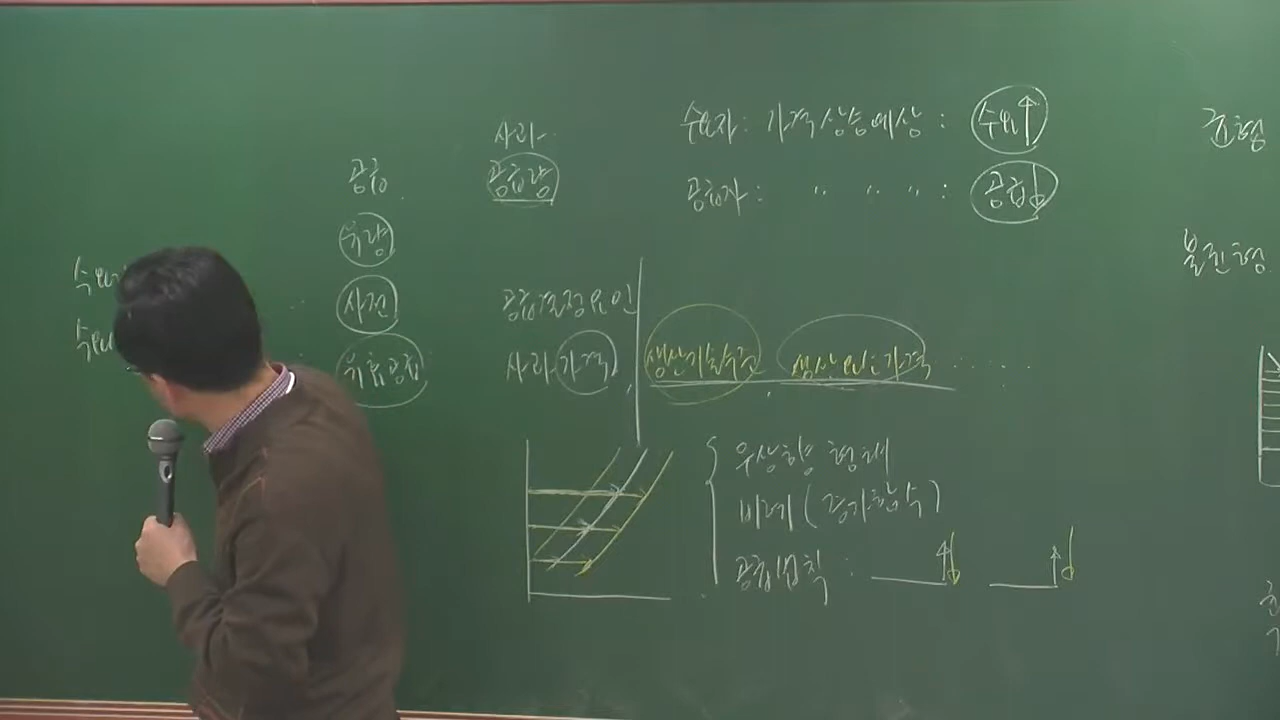 사과
공급량
공급
유량
사전
유효공급
수요자: 가격상승예상: 수요↑
공급자: 〃 〃 〃: 공급↓
공급결정요인
사과가격 생산기술수준 생산요소가격 ·····
우상향 형태
비례(증가함수)
공급법칙: ↑↓ ↑↓
균형
불균형